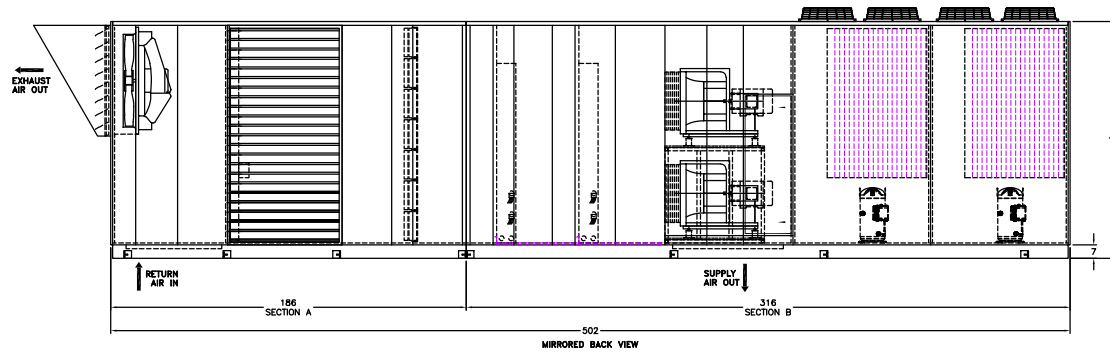 EXHAUST
AIR OUT
RETURN
AIR IN
SUPPLY
AIR OUT
7
186
SECTION A
316
SECTION B
502
MIRRORED BACK VIEW